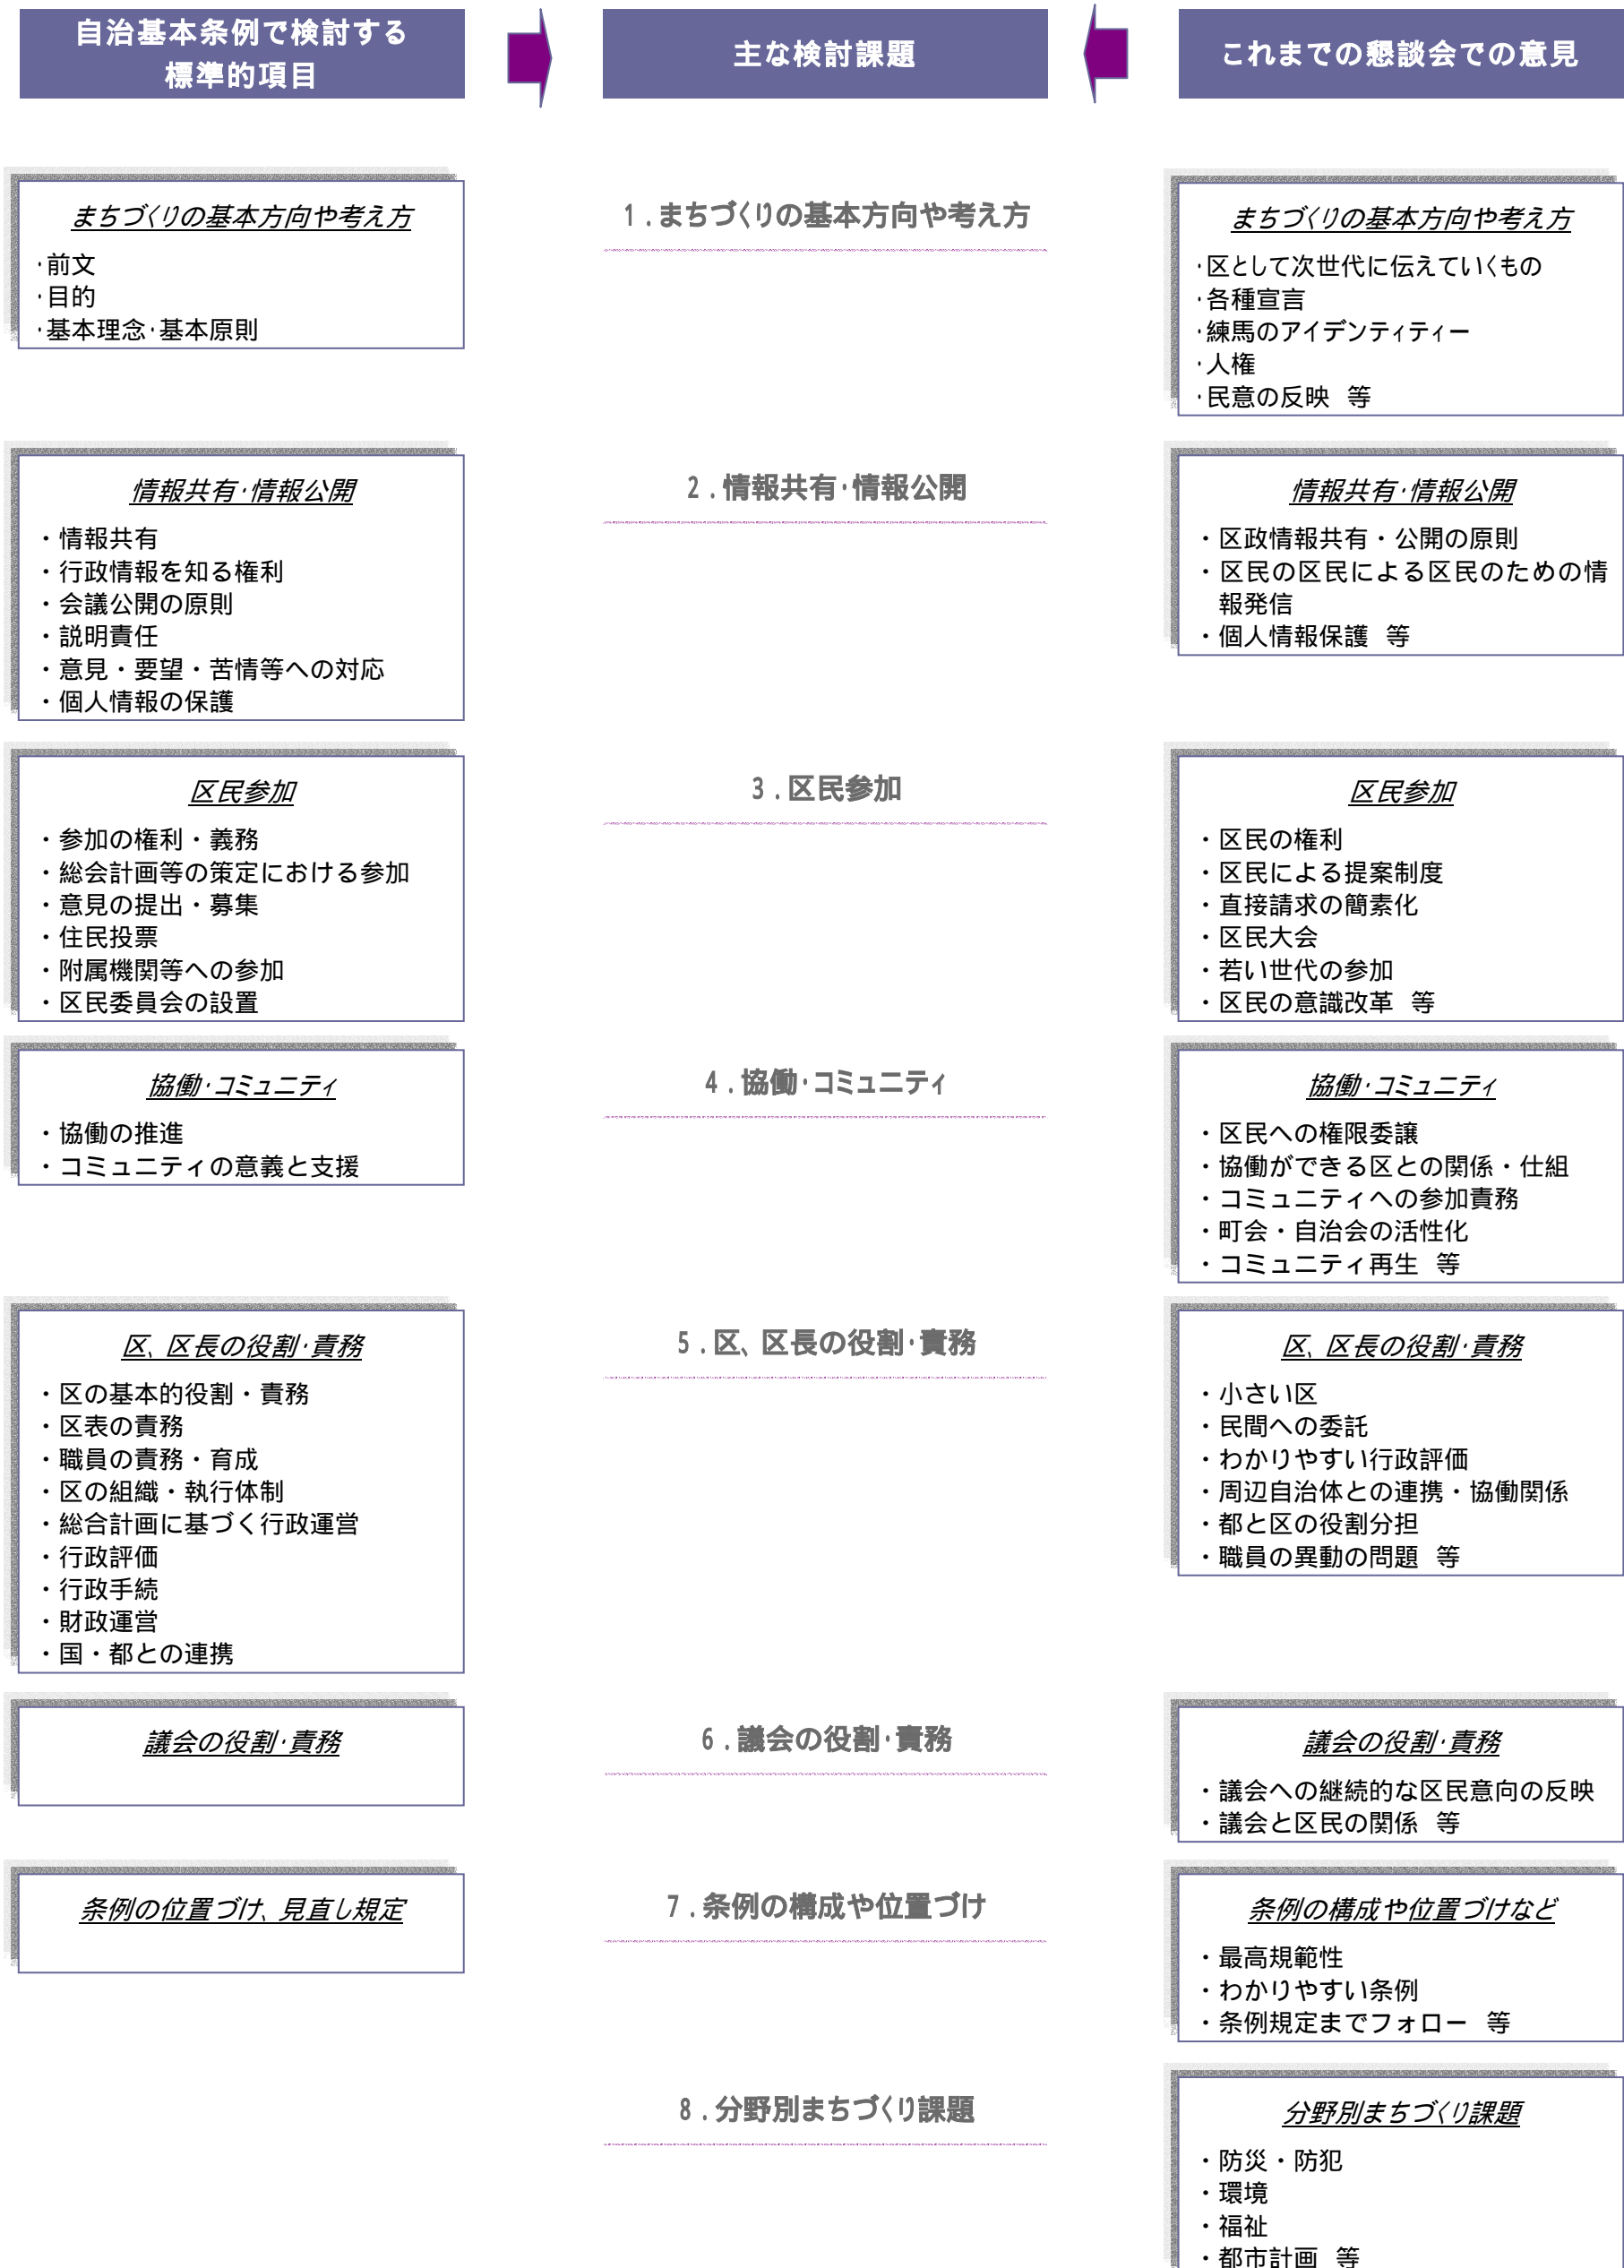 自治基本条例で検討する
標準的項目
主な検討課題
これまでの懇談会での意見
まちづくりの基本方向や考え方
・前文
・目的
・基本理念・基本原則
1．まちづくりの基本方向や考え方
まちづくりの基本方向や考え方
・区として次世代に伝えていくもの
・各種宣言
・練馬のアイデンティティー
・人権
・民意の反映 等
情報共有・情報公開
・情報共有
・行政情報を知る権利
・会議公開の原則
・説明責任
・意見・要望・苦情等への対応
・個人情報の保護
2．情報共有・情報公開
情報共有・情報公開
・区政情報共有・公開の原則
・区民の区民による区民のための情
報発信
・個人情報保護 等
区民参加
・参加の権利・義務
・総会計画等の策定における参加
・意見の提出・募集
・住民投票
・附属機関等への参加
・区民委員会の設置
3．区民参加
区民参加
・区民の権利
・区民による提案制度
・直接請求の簡素化
・区民大会
・若い世代の参加
・区民の意識改革 等
協働・コミュニティ
・協働の推進
・コミュニティの意義と支援
4．協働・コミュニティ
協働・コミュニティ
・区民への権限委譲
・協働ができる区との関係・仕組
・コミュニティへの参加責務
・町会・自治会の活性化
・コミュニティ再生 等
区、区長の役割・責務
・区の基本的役割・責務
・区表の責務
・職員の責務・育成
・区の組織・執行体制
・総合計画に基づく行政運営
・行政評価
・行政手続
・財政運営
・国・都との連携
5．区、区長の役割・責務
区、区長の役割・責務
・小さい区
・民間への委託
・わかりやすい行政評価
・周辺自治体との連携・協働関係
・都と区の役割分担
・職員の異動の問題 等
議会の役割・責務
6．議会の役割・責務
議会の役割・責務
・議会への継続的な区民意向の反映
・議会と区民の関係 等
条例の位置づけ、見直し規定
7．条例の構成や位置づけ
条例の構成や位置づけなど
・最高規範性
・わかりやすい条例
・条例規定までフォロー 等
8．分野別まちづくり課題
分野別まちづくり課題
・防災・防犯
・環境
・福祉
・都市計画 等